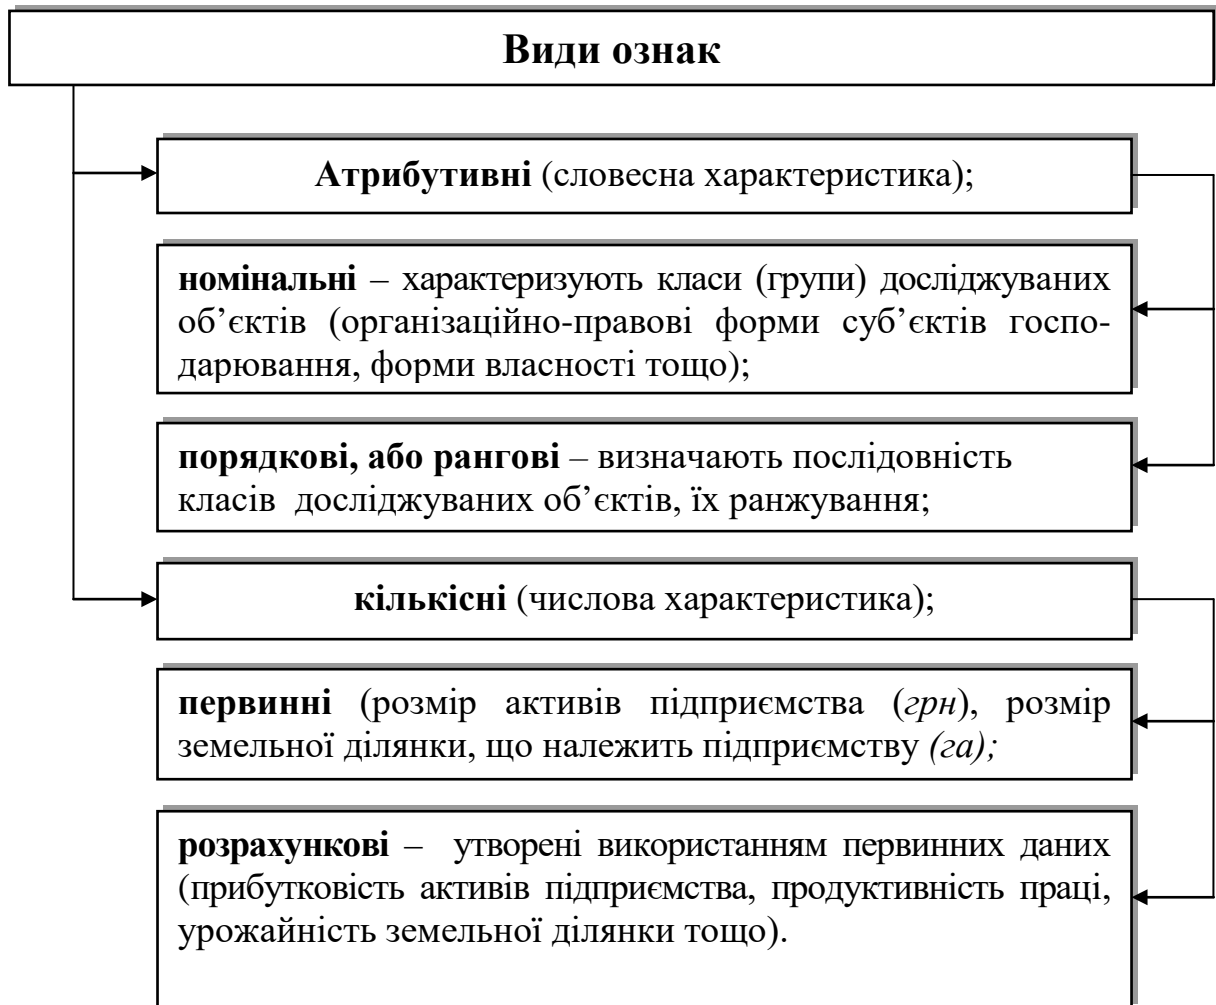 Види ознак
Атрибутивні (словесна характеристика);
номінальні – характеризують класи (групи) досліджуваних
об’єктів (організаційно-правові форми суб’єктів госпо-
дарювання, форми власності тощо);
порядкові, або рангові – визначають послідовність
класів досліджуваних об’єктів, їх ранжування;
кількісні (числова характеристика);
первинні (розмір активів підприємства (грн), розмір
земельної ділянки, що належить підприємству (га);
розрахункові – утворені використанням первинних даних
(прибутковість активів підприємства, продуктивність праці,
урожайність земельної ділянки тощо).